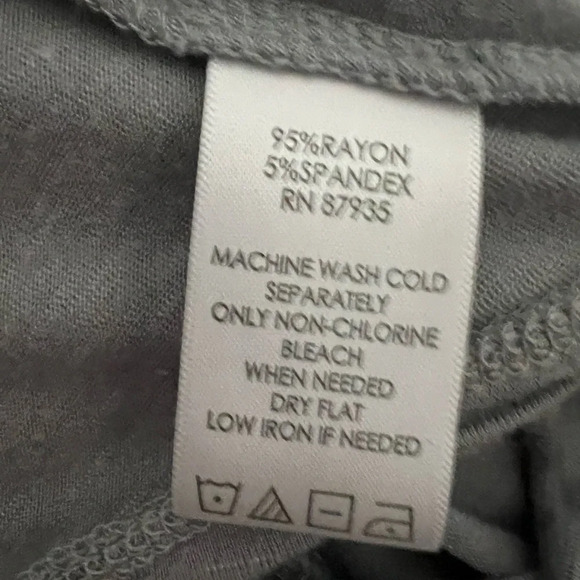 95%RAYON
5%SPANDEX
RN 87935
MACHINE WASH COLD
SEPARATELY
ONLY NON-CHLORINE
BLEACH
WHEN NEEDED
DRY FLAT
LOW IRON IF NEEDED